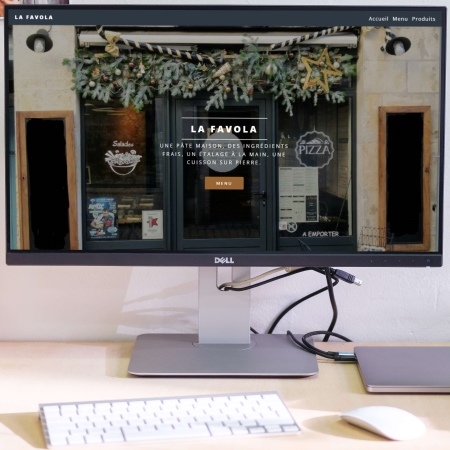 LA FAVOLA
Accueil Menu Produits
LA FAVOLA
UNE PÂTE MAISON, DES INGRÉDIENTS
FRAIS, UN ÉTALAGE À LA MAIN, UNE
CUISSON SUR PIERRE.
MENU
Salades
PIZZA
A EMPORTER
DELL